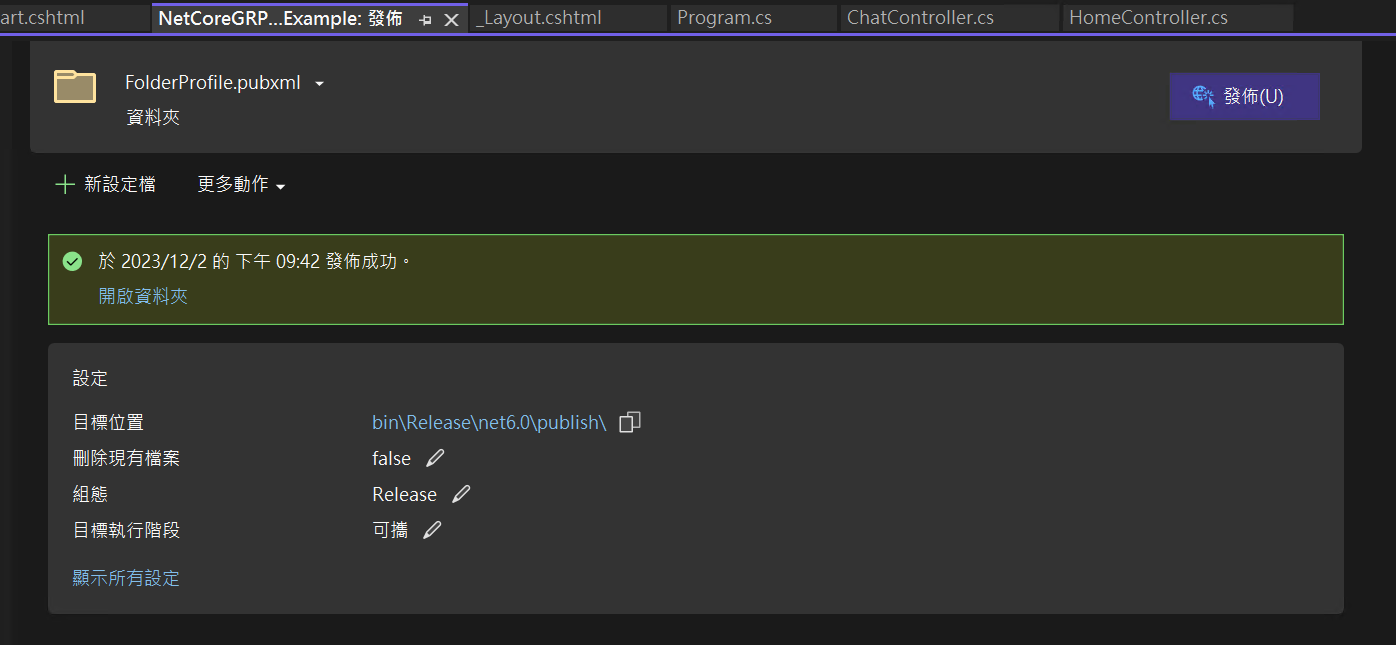 art.cshtml
NetCoreGRP...Example: 發佈
_Layout.cshtml
Program.cs
ChatController.cs
HomeController.cs
FolderProfile.pubxml
資料夾
發佈(U)
新設定檔
更多動作
於 2023/12/2 的 下午 09:42 發佈成功。
開啟資料夾
設定
目標位置 bin\Release\net6.0\publish\
刪除現有檔案 false
組態 Release
目標執行階段 可攜
顯示所有設定